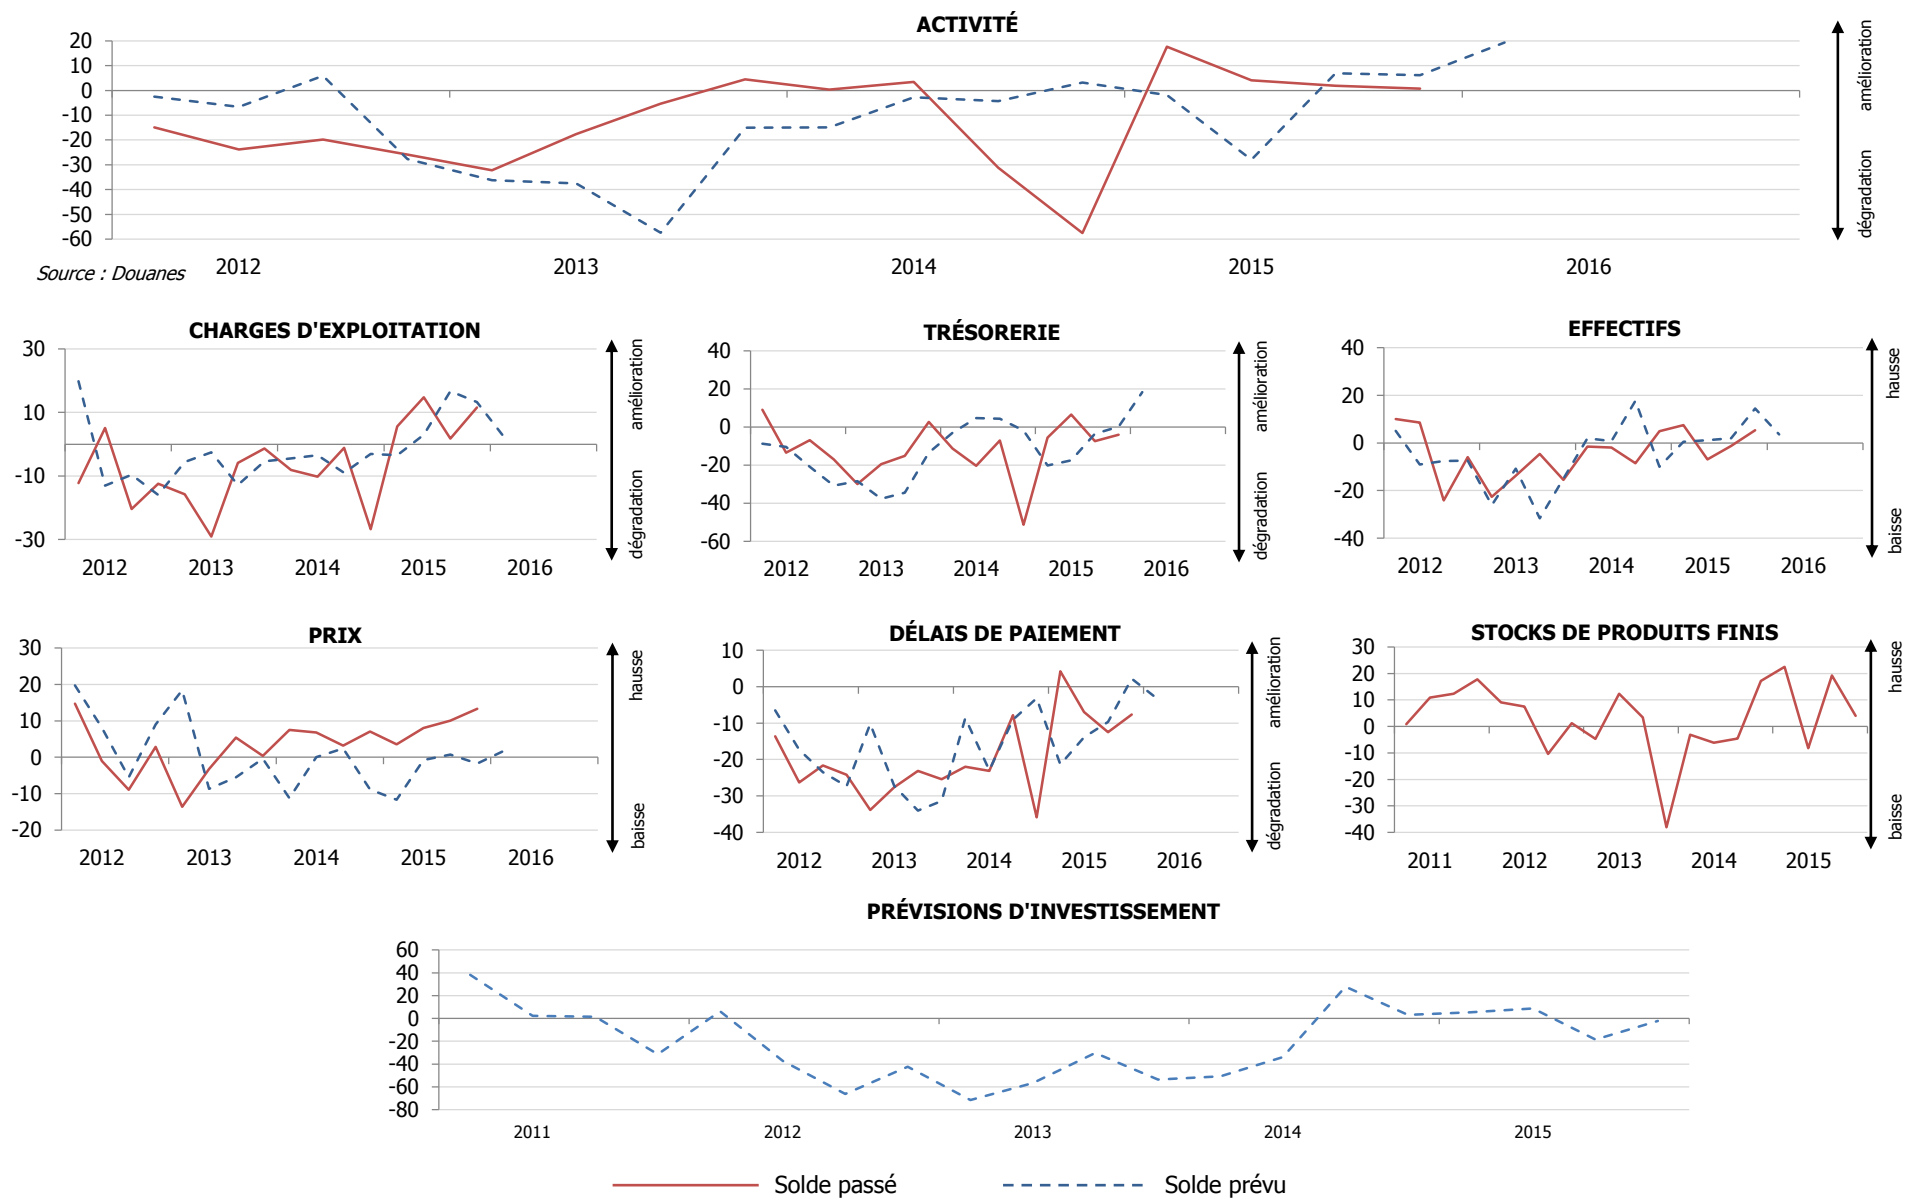 ACTIVITÉ
20
10
0
-10
-20
-30
-40
-50
-60
2012 2013 2014 2015 2016
amélioration
dégradation
Source : Douanes
CHARGES D'EXPLOITATION
30
10
-10
-30
2012 2013 2014 2015 2016
amélioration
dégradation
TRÉSORERIE
40
20
0
-20
-40
-60
2012 2013 2014 2015 2016
amélioration
dégradation
EFFECTIFS
40
20
0
-20
-40
2012 2013 2014 2015 2016
hausse
baisse
PRIX
30
20
10
0
-10
-20
2012 2013 2014 2015 2016
hausse
baisse
DÉLAIS DE PAIEMENT
10
0
-10
-20
-30
-40
2012 2013 2014 2015 2016
amélioration
dégradation
STOCKS DE PRODUITS FINIS
30
20
10
0
-10
-20
-30
-40
2011 2012 2013 2014 2015
hausse
baisse
PRÉVISIONS D'INVESTISSEMENT
60
40
20
0
-20
-40
-60
-80
2011 2012 2013 2014 2015
Solde passé Solde prévu